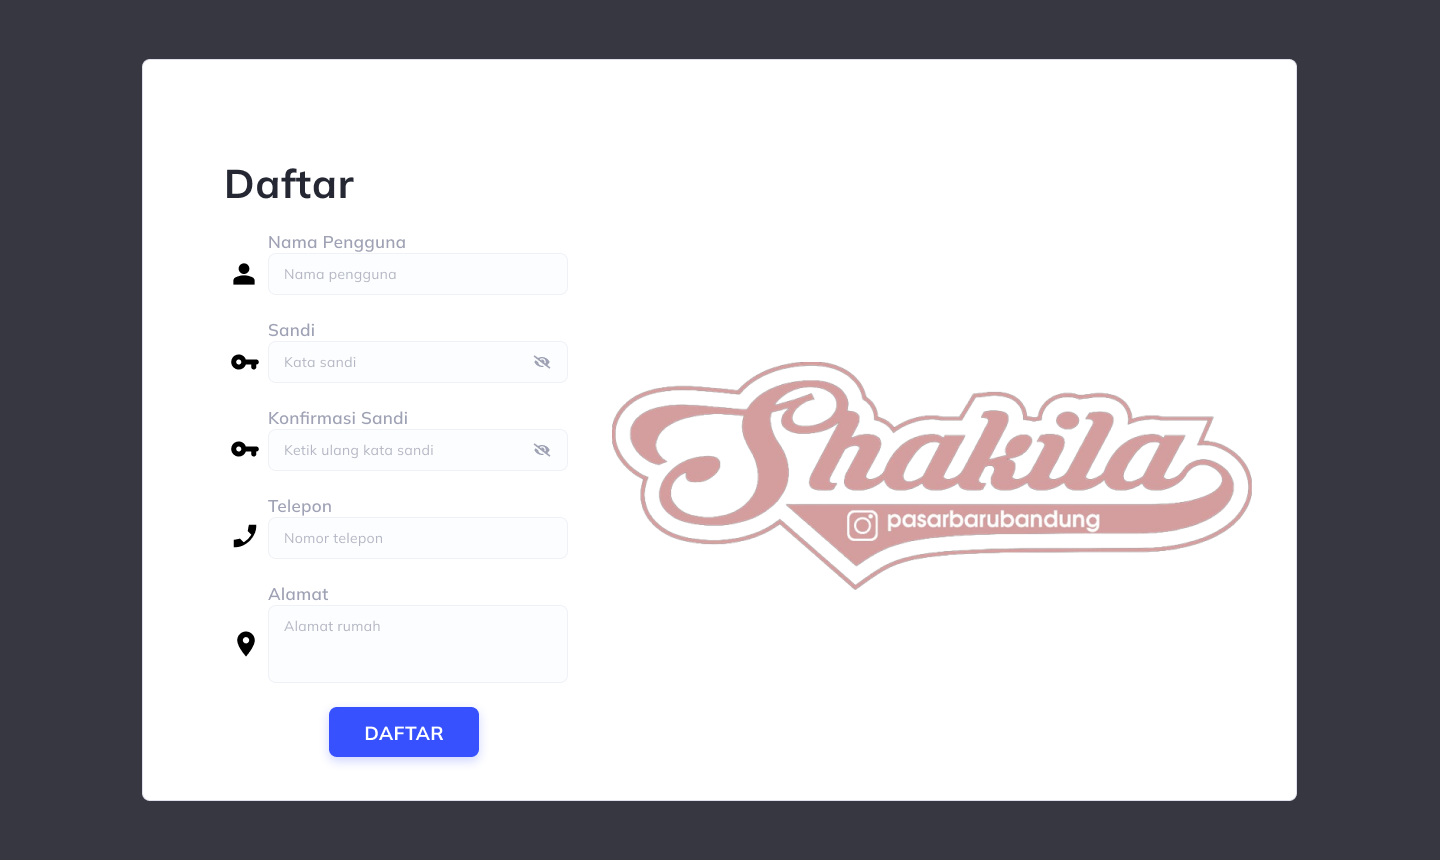 Daftar
Nama Pengguna
Nama pengguna
Sandi
Kata sandi
Konfirmasi Sandi
Ketik ulang kata sandi
Telepon
Nomor telepon
Alamat
Alamat rumah
DAFTAR
Shakila
pasarbarubandung